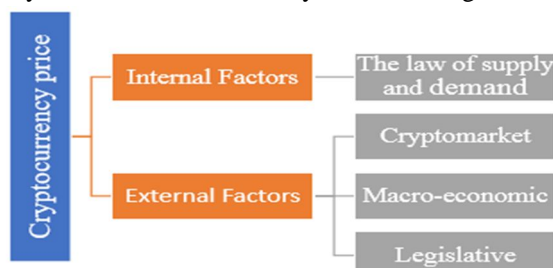 Cryptocurrency price
Internal Factors
The law of supply
and demand
External Factors
Cryptomarket
Macro-economic
Legislative